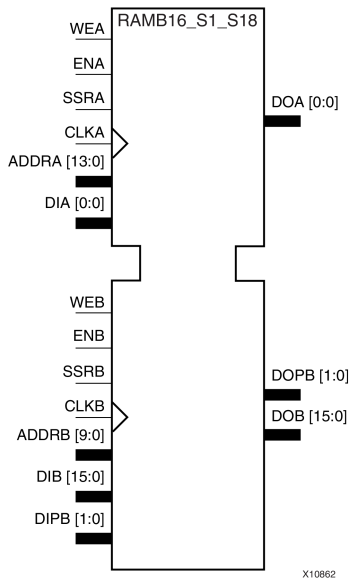 RAMB16_S1_S18
WEA
ENA
SSRA
DOA [0:0]
CLKA
ADDRA [13:0]
DIA [0:0]
WEB
ENB
SSRB
DOPB [1:0]
CLKB
DOB [15:0]
ADDRB [9:0]
DIB [15:0]
DIPB [1:0]
X10862